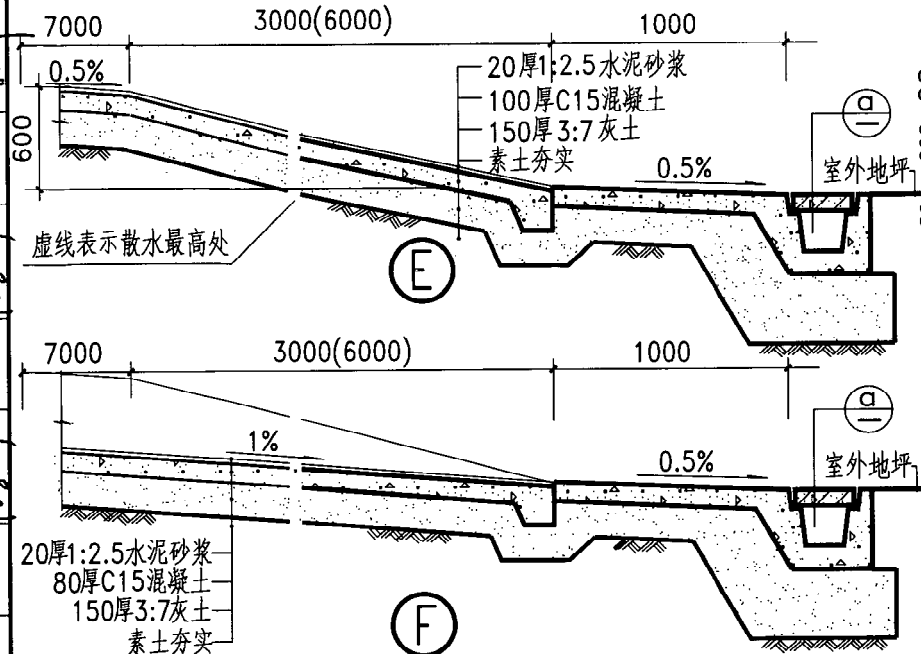 7000
3000(6000)
1000
0.5%
600
20厚1:2.5水泥砂浆
100厚C15混凝土
150厚3:7灰土
素土夯实
0.5%
a
室外地坪
虚线表示散水最高处
E
7000
3000(6000)
1000
1%
0.5%
a
室外地坪
20厚1:2.5水泥砂浆
80厚C15混凝土
150厚3:7灰土
素土夯实
F